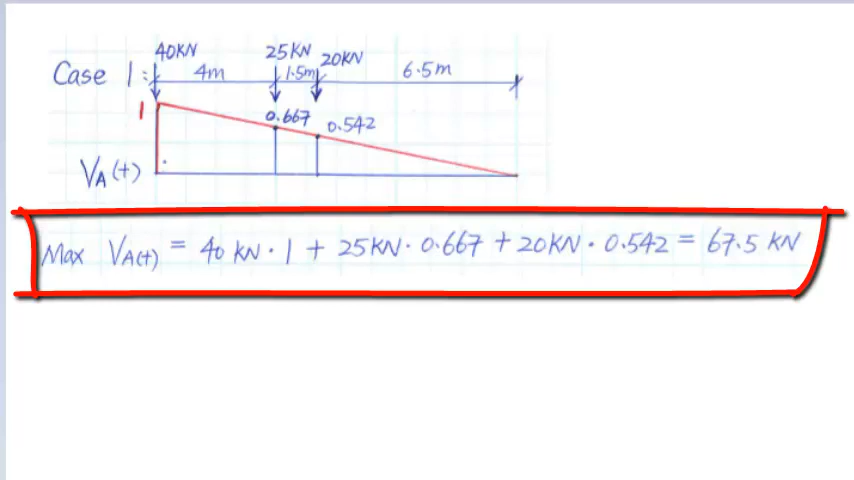 40KN 25KN 20KN
Case 1: 4m 1.5m 6.5m
1 0.667 0.542
VA(+)
Max VA(+) = 40 KN · 1 + 25KN · 0.667 + 20KN · 0.542 = 67.5 KN